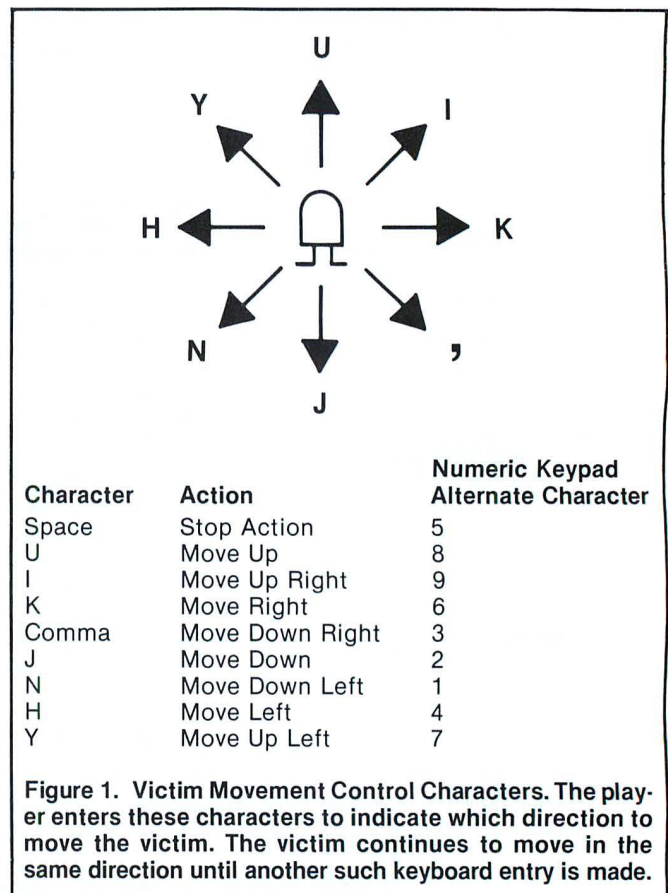 U
Y I
H K
N ,
J
Numeric Keypad
Character Action Alternate Character
Space Stop Action 5
U Move Up 8
I Move Up Right 9
K Move Right 6
Comma Move Down Right 3
J Move Down 2
N Move Down Left 1
H Move Left 4
Y Move Up Left 7
Figure 1. Victim Movement Control Characters. The play-
er enters these characters to indicate which direction to
move the victim. The victim continues to move in the
same direction until another such keyboard entry is made.